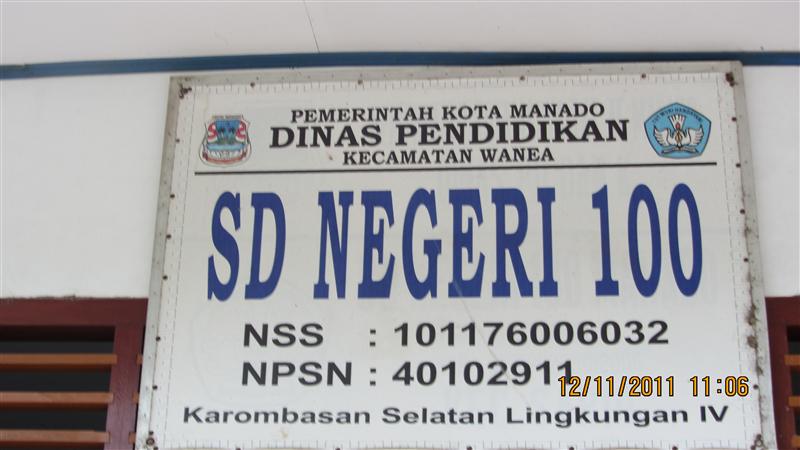 PEMERINTAH KOTA MANADO
DINAS PENDIDIKAN
KECAMATAN WANEA
SD NEGERI 100
NSS : 101176006032
NPSN : 40102911
Karombasan Selatan Lingkungan IV
12/11/2011 11:06